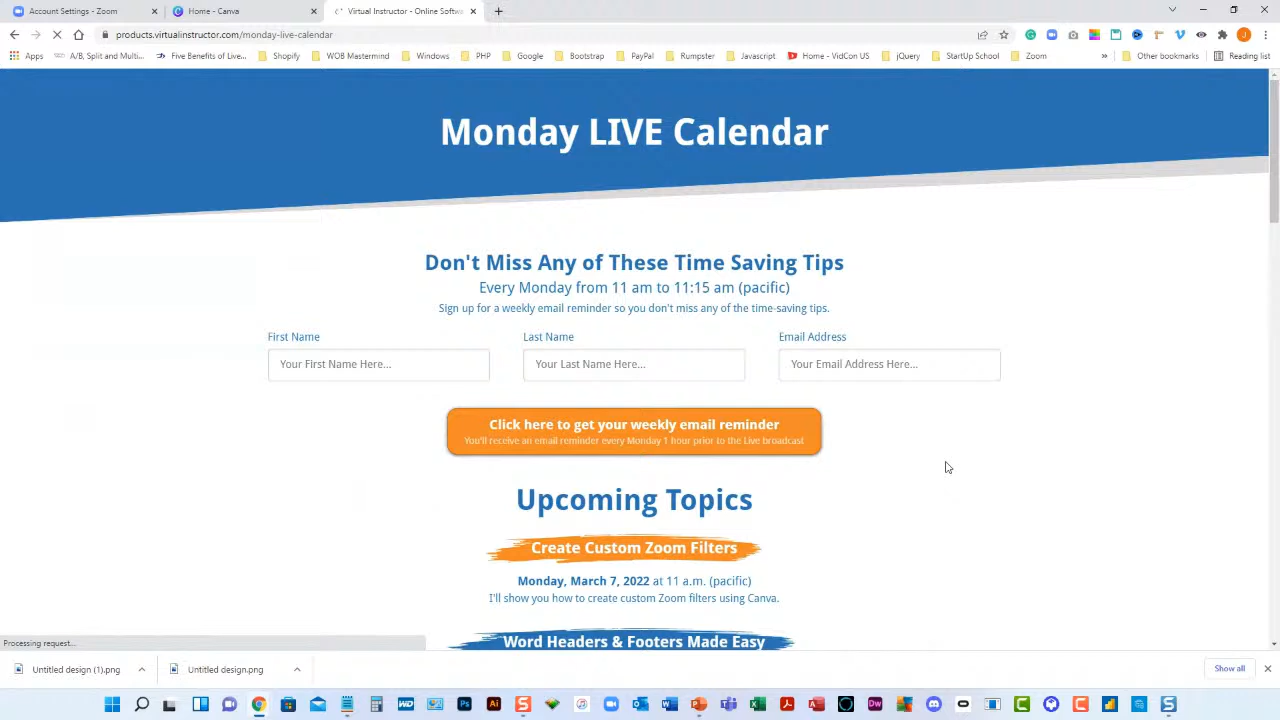 Account Settings - Zoom
Home - Canva
Virtual Instructor - Online Softwa
products.virtualinstructor.com/monday-live-calendar
Apps
A/B, Split and Multi...
Five Benefits of Live...
Shopify
WOB Mastermind
Windows
PHP
Google
Bootstrap
PayPal
Rumpster
Javascript
Home - VidCon US
jQuery
StartUp School
Zoom
Other bookmarks
Reading list
Monday LIVE Calendar
Don't Miss Any of These Time Saving Tips
Every Monday from 11 am to 11:15 am (pacific)
Sign up for a weekly email reminder so you don't miss any of the time-saving tips.
First Name
Last Name
Email Address
Your First Name Here...
Your Last Name Here...
Your Email Address Here...
Click here to get your weekly email reminder
You'll receive an email reminder every Monday 1 hour prior to the Live broadcast
Upcoming Topics
Create Custom Zoom Filters
Monday, March 7, 2022 at 11 a.m. (pacific)
I'll show you how to create custom Zoom filters using Canva.
Word Headers & Footers Made Easy
Processing request...
Untitled design (1).png
Untitled design.png
Show all